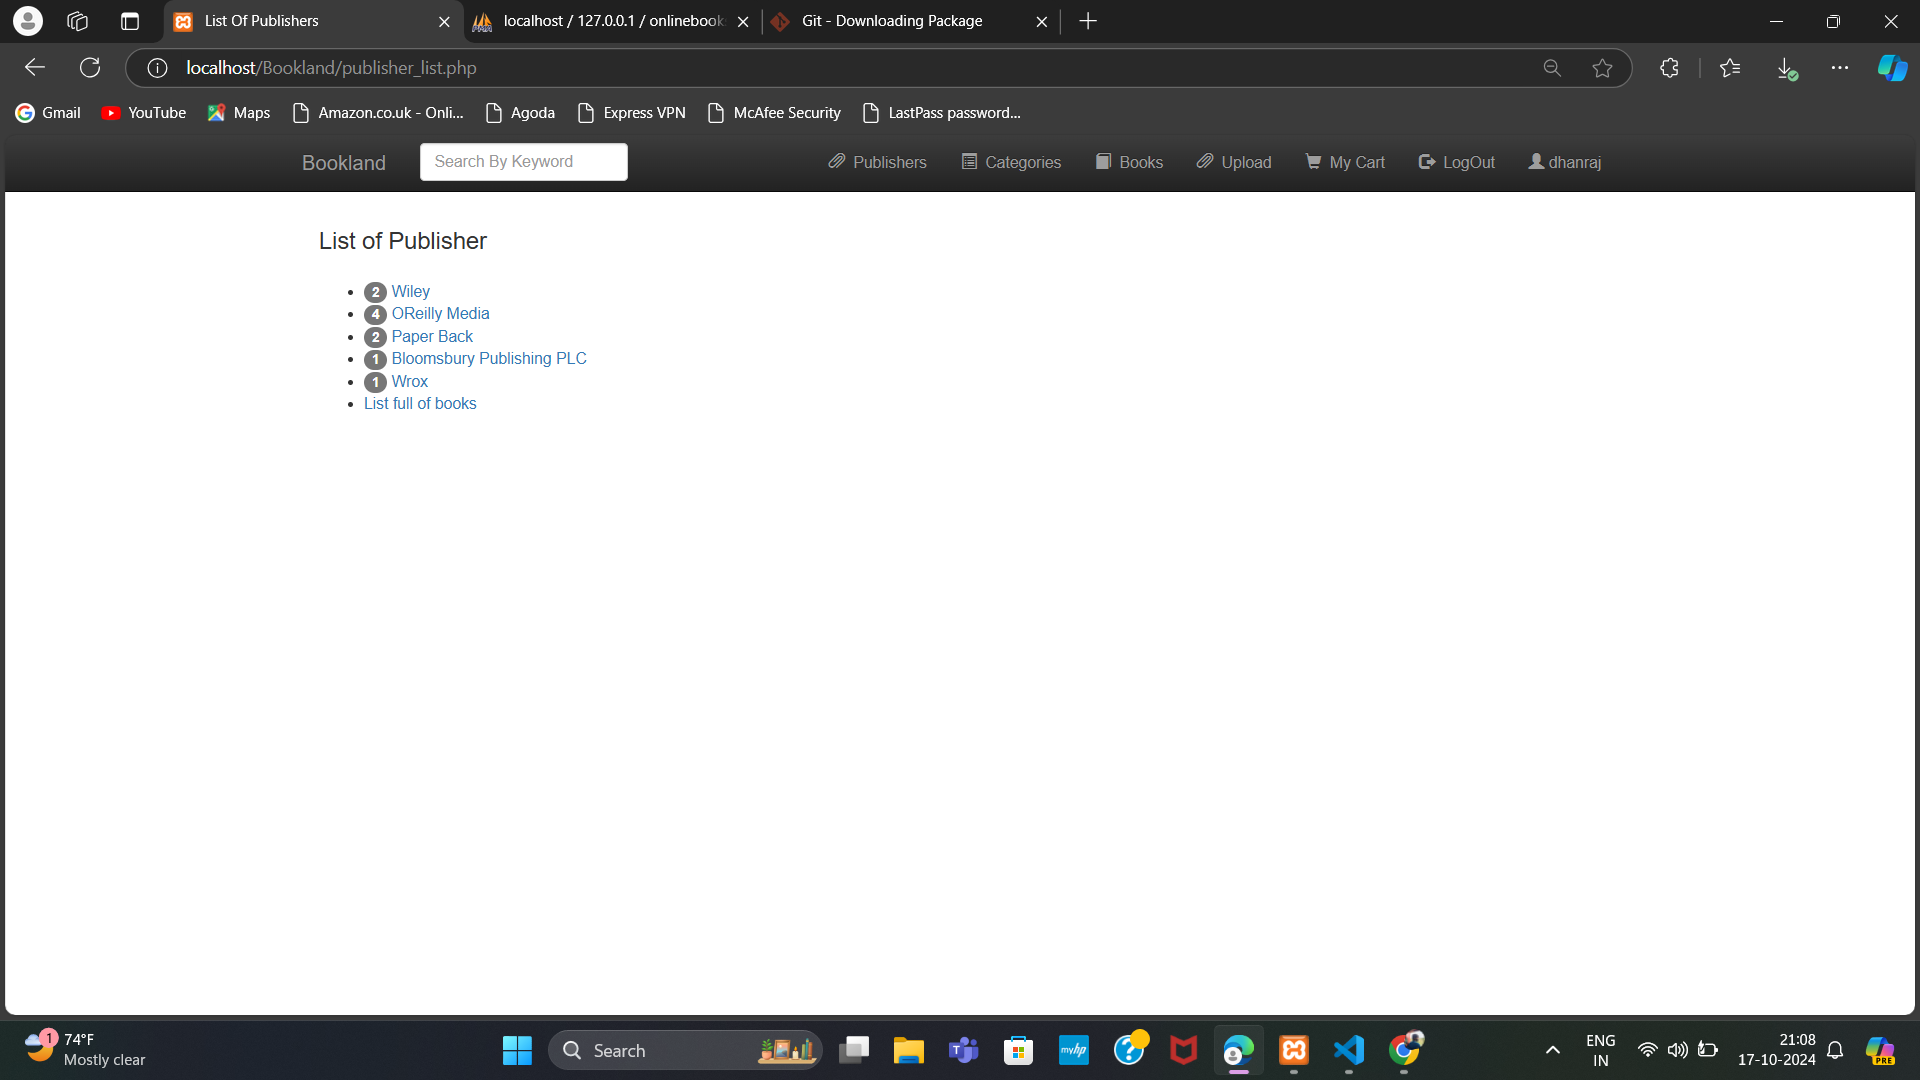 List Of Publishers
localhost / 127.0.0.1 / onlinebook
Git - Downloading Package
localhost/Bookland/publisher_list.php
Gmail
YouTube
Maps
Amazon.co.uk - Onli...
Agoda
Express VPN
McAfee Security
LastPass password...
Bookland
Search By Keyword
Publishers
Categories
Books
Upload
My Cart
LogOut
dhanraj
List of Publisher
2 Wiley
4 OReilly Media
2 Paper Back
1 Bloomsbury Publishing PLC
1 Wrox
List full of books
1
74°F
Mostly clear
Search
myhp
ENG
IN
21:08
17-10-2024
PRE